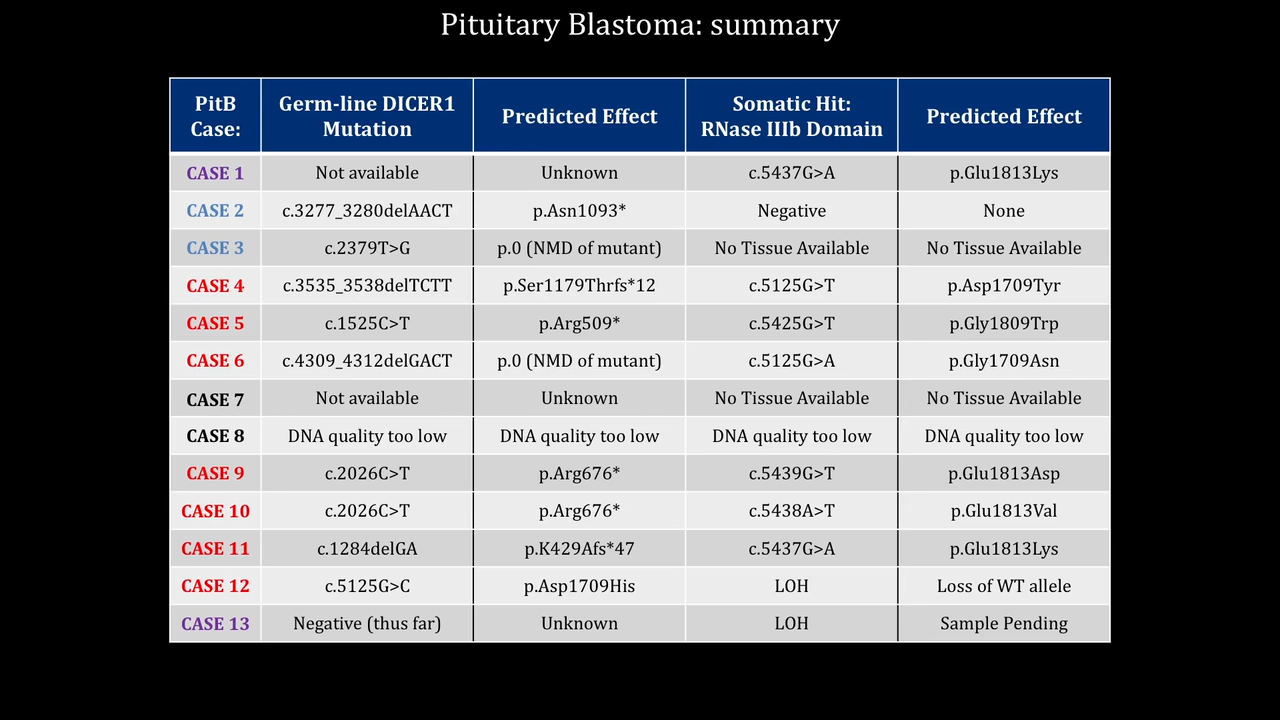 Pituitary Blastoma: summary
PitB Case: Germ-line DICER1 Mutation Predicted Effect Somatic Hit: RNase IIIb Domain Predicted Effect
CASE 1 Not available Unknown c.5437G>A p.Glu1813Lys
CASE 2 c.3277_3280delAACT p.Asn1093* Negative None
CASE 3 c.2379T>G p.0 (NMD of mutant) No Tissue Available No Tissue Available
CASE 4 c.3535_3538delTCTT p.Ser1179Thrfs*12 c.5125G>T p.Asp1709Tyr
CASE 5 c.1525C>T p.Arg509* c.5425G>T p.Gly1809Trp
CASE 6 c.4309_4312delGACT p.0 (NMD of mutant) c.5125G>A p.Gly1709Asn
CASE 7 Not available Unknown No Tissue Available No Tissue Available
CASE 8 DNA quality too low DNA quality too low DNA quality too low DNA quality too low
CASE 9 c.2026C>T p.Arg676* c.5439G>T p.Glu1813Asp
CASE 10 c.2026C>T p.Arg676* c.5438A>T p.Glu1813Val
CASE 11 c.1284delGA p.K429Afs*47 c.5437G>A p.Glu1813Lys
CASE 12 c.5125G>C p.Asp1709His LOH Loss of WT allele
CASE 13 Negative (thus far) Unknown LOH Sample Pending